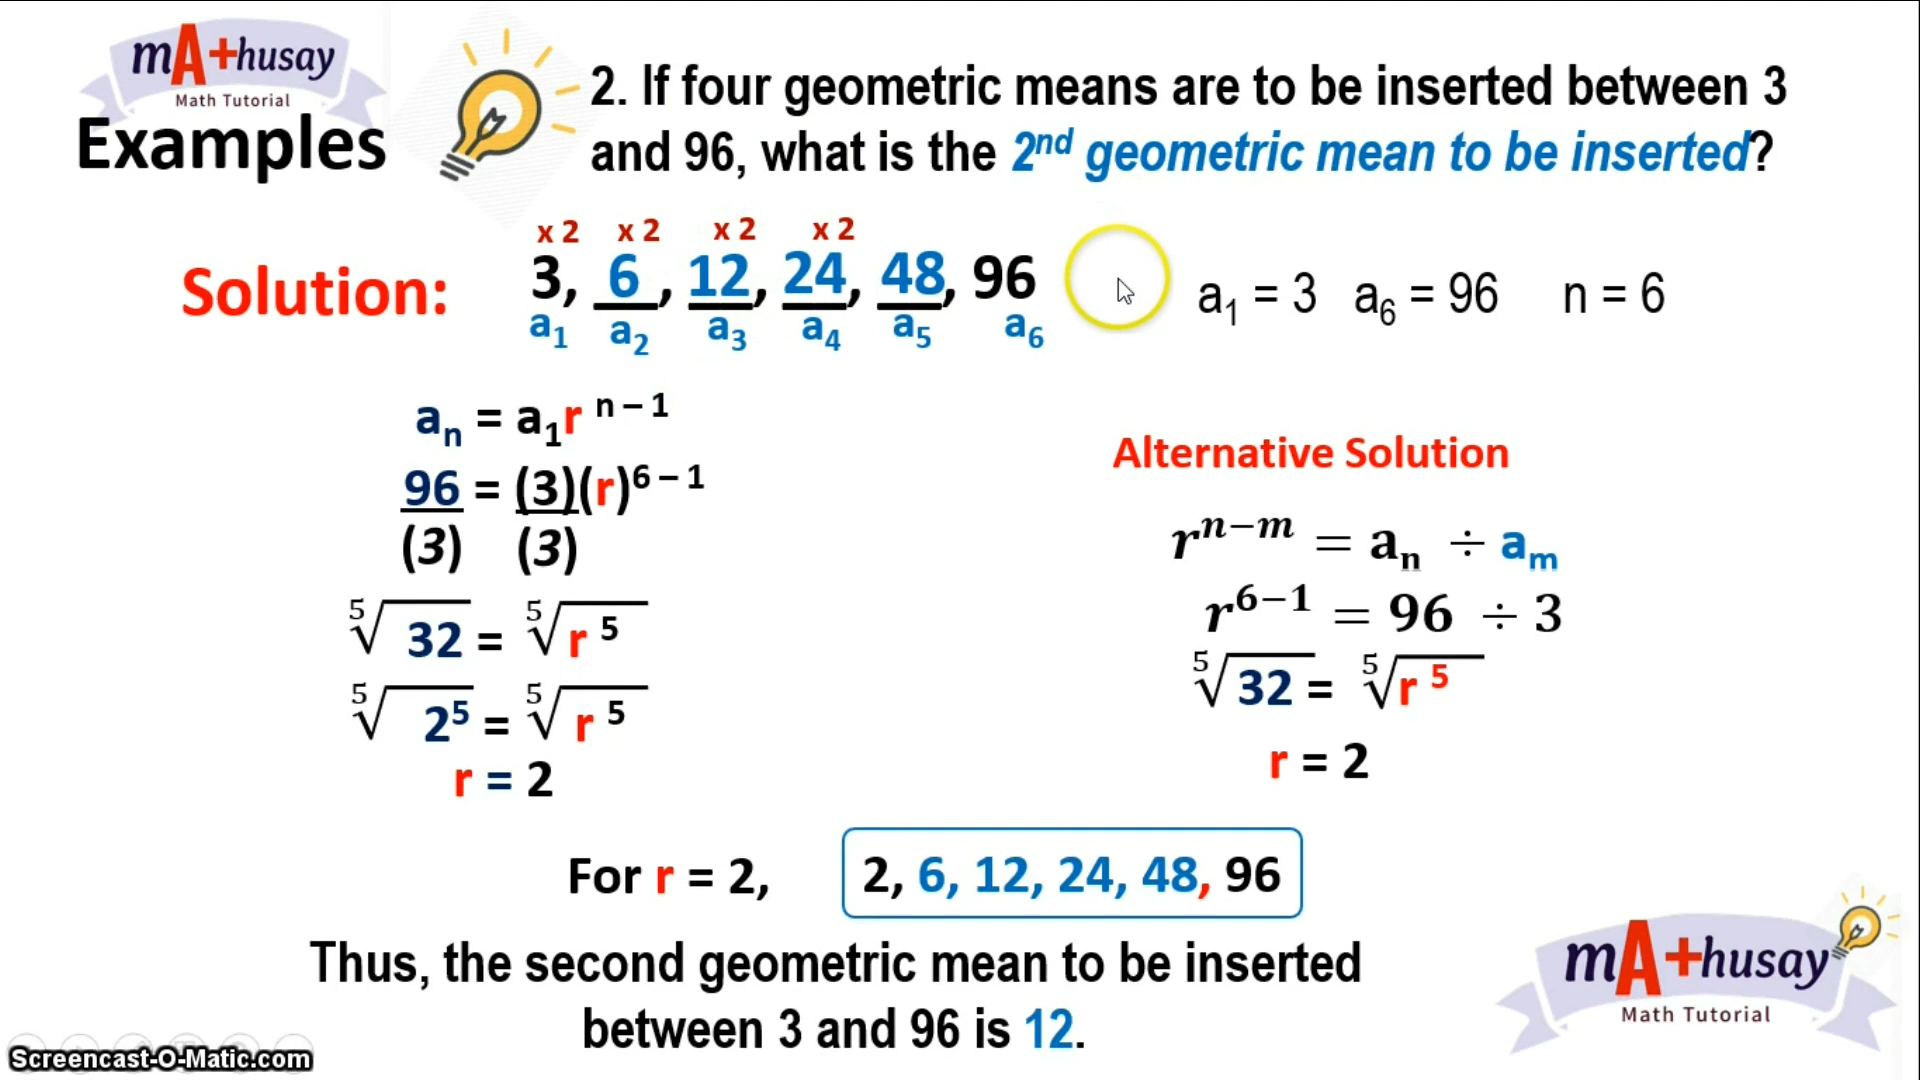 mA+husay
Math Tutorial
Examples
2. If four geometric means are to be inserted between 3
and 96, what is the 2nd geometric mean to be inserted?
x 2 x 2 x 2 x 2
Solution:
3, 6, 12, 24, 48, 96
a1 a2 a3 a4 a5 a6
a1 = 3 a6 = 96 n = 6
an = a1r n – 1
96 = (3)(r)6 – 1
(3) (3)
5√32 = 5√r 5
5√25 = 5√r 5
r = 2
Alternative Solution
rn−m = an ÷ am
r6−1 = 96 ÷ 3
5√32 = 5√r 5
r = 2
For r = 2,
2, 6, 12, 24, 48, 96
Thus, the second geometric mean to be inserted
between 3 and 96 is 12.
mA+husay
Math Tutorial
Screencast-O-Matic.com